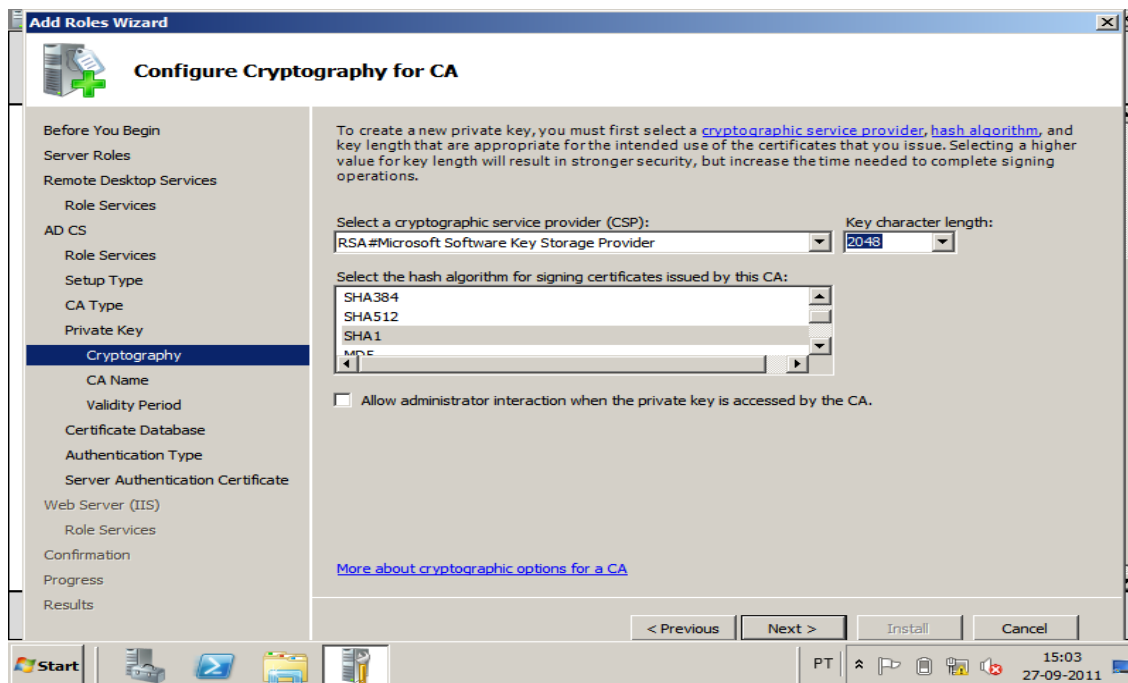 Add Roles Wizard
Configure Cryptography for CA
Before You Begin
Server Roles
Remote Desktop Services
Role Services
AD CS
Role Services
Setup Type
CA Type
Private Key
Cryptography
CA Name
Validity Period
Certificate Database
Authentication Type
Server Authentication Certificate
Web Server (IIS)
Role Services
Confirmation
Progress
Results
To create a new private key, you must first select a cryptographic service provider, hash algorithm, and
key length that are appropriate for the intended use of the certificates that you issue. Selecting a higher
value for key length will result in stronger security, but increase the time needed to complete signing
operations.
Select a cryptographic service provider (CSP):
Key character length:
RSA#Microsoft Software Key Storage Provider
2048
Select the hash algorithm for signing certificates issued by this CA:
SHA384
SHA512
SHA1
MD5
Allow administrator interaction when the private key is accessed by the CA.
More about cryptographic options for a CA
< Previous
Next >
Install
Cancel
Start
PT
15:03
27-09-2011